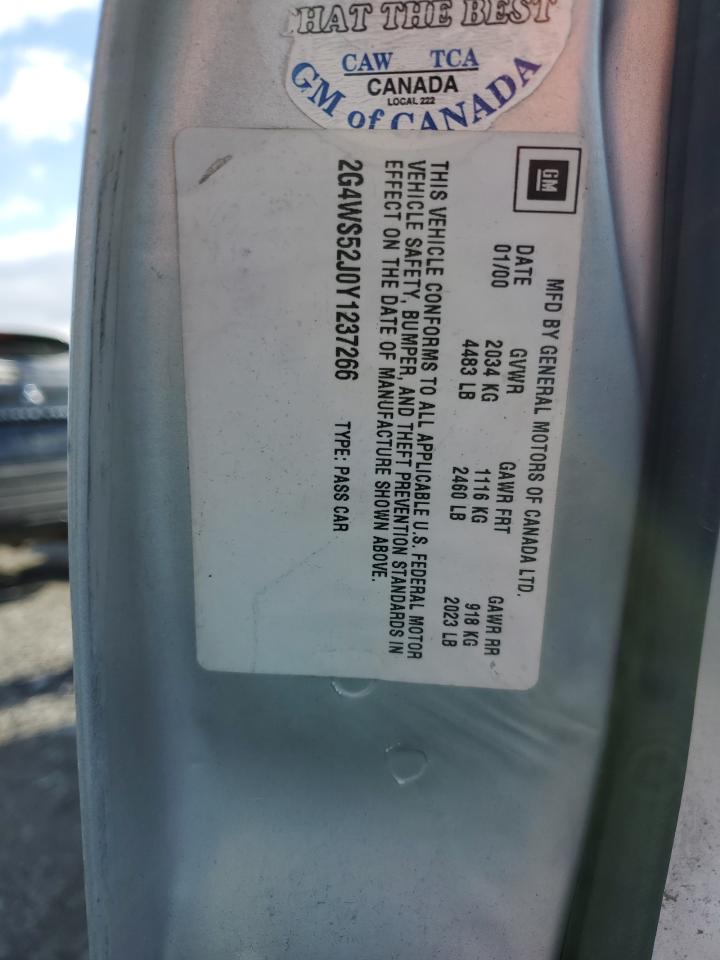 THAT THE BEST
CAW TCA
CANADA
LOCAL 222
GM of CANADA
GM
MFD BY GENERAL MOTORS OF CANADA LTD.
DATE GVWR GAWR FRT GAWR RR
01/00 2034 KG 1116 KG 918 KG
4483 LB 2460 LB 2023 LB
THIS VEHICLE CONFORMS TO ALL APPLICABLE U.S. FEDERAL MOTOR
VEHICLE SAFETY, BUMPER, AND THEFT PREVENTION STANDARDS IN
EFFECT ON THE DATE OF MANUFACTURE SHOWN ABOVE.
2G4WS52J0Y1237266 TYPE: PASS CAR